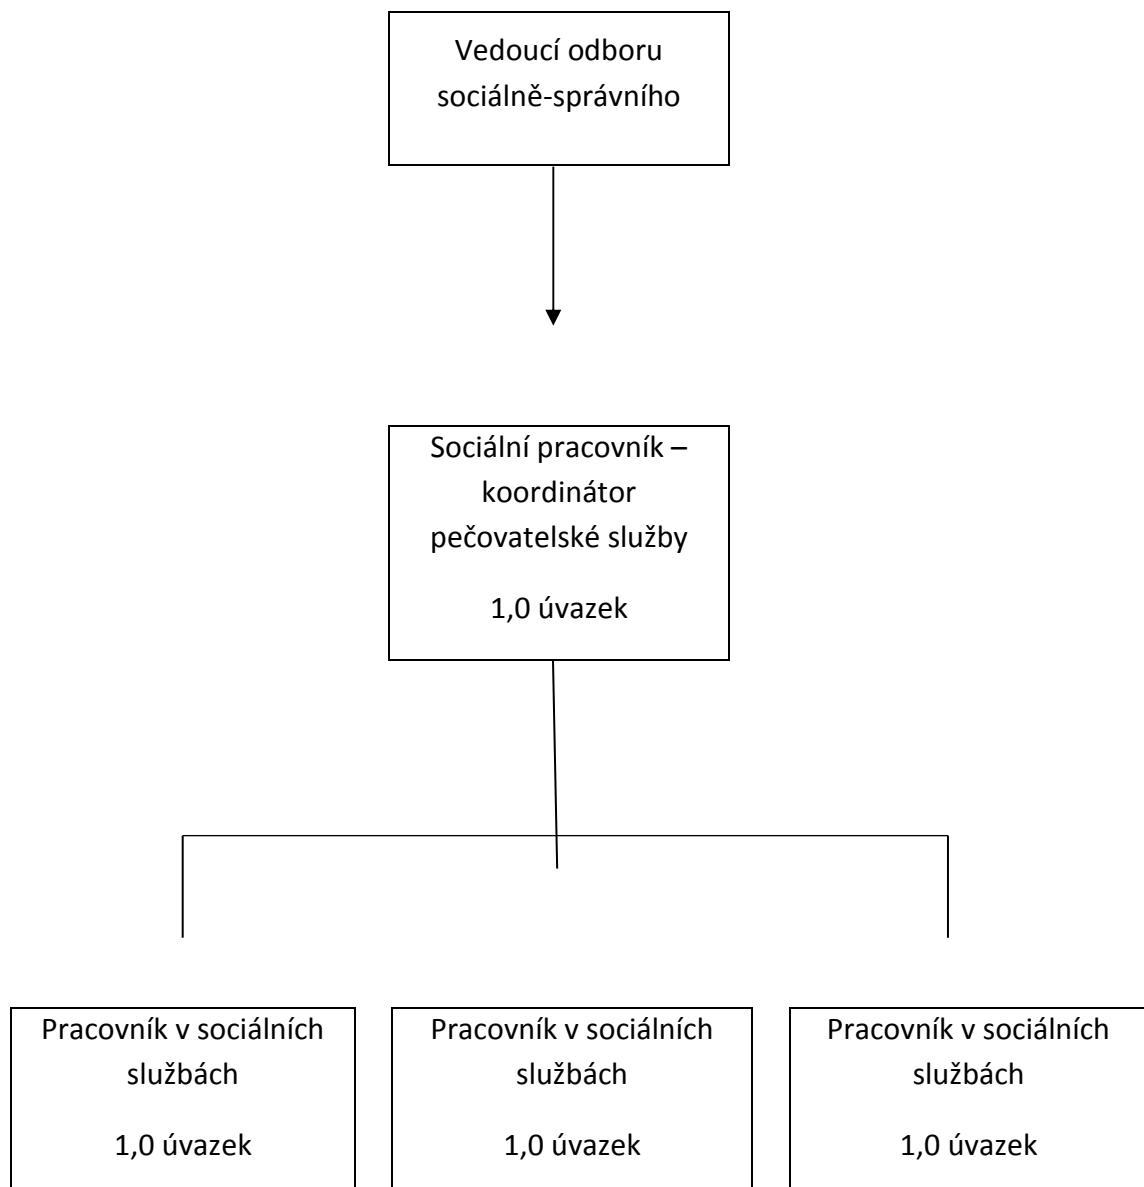 Vedoucí odboru
sociálně-správního
Sociální pracovník –
koordinátor
pečovatelské služby
1,0 úvazek
Pracovník v sociálních
službách
1,0 úvazek
Pracovník v sociálních
službách
1,0 úvazek
Pracovník v sociálních
službách
1,0 úvazek